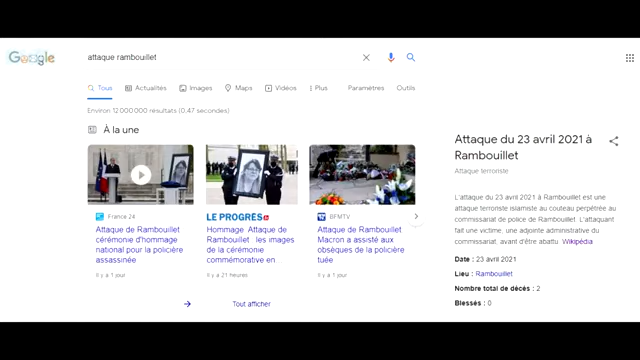 Google
attaque rambouillet
Tous Actualités Images Maps Vidéos Plus Paramètres Outils
Environ 12 000 000 résultats (0,47 secondes)
À la une
France 24
Attaque de Rambouillet
cérémonie d'hommage
national pour la policière
assassinée
Il y a 1 jour
LE PROGRES
Hommage Attaque de
Rambouillet les images
de la cérémonie
commémorative en
Il y a 21 heures
BFMTV
Attaque de Rambouillet
Macron a assisté aux
obsèques de la policière
tuée
Il y a 1 jour
Tout afficher
Attaque du 23 avril 2021 à
Rambouillet
Attaque terroriste
L'attaque du 23 avril 2021 à Rambouillet est une
attaque terroriste islamiste au couteau perpétrée au
commissariat de police de Rambouillet. L'attaquant
fait une victime, une adjointe administrative du
commissariat, avant d'être abattu Wikipédia
Date : 23 avril 2021
Lieu : Rambouillet
Nombre total de décès : 2
Blessés : 0